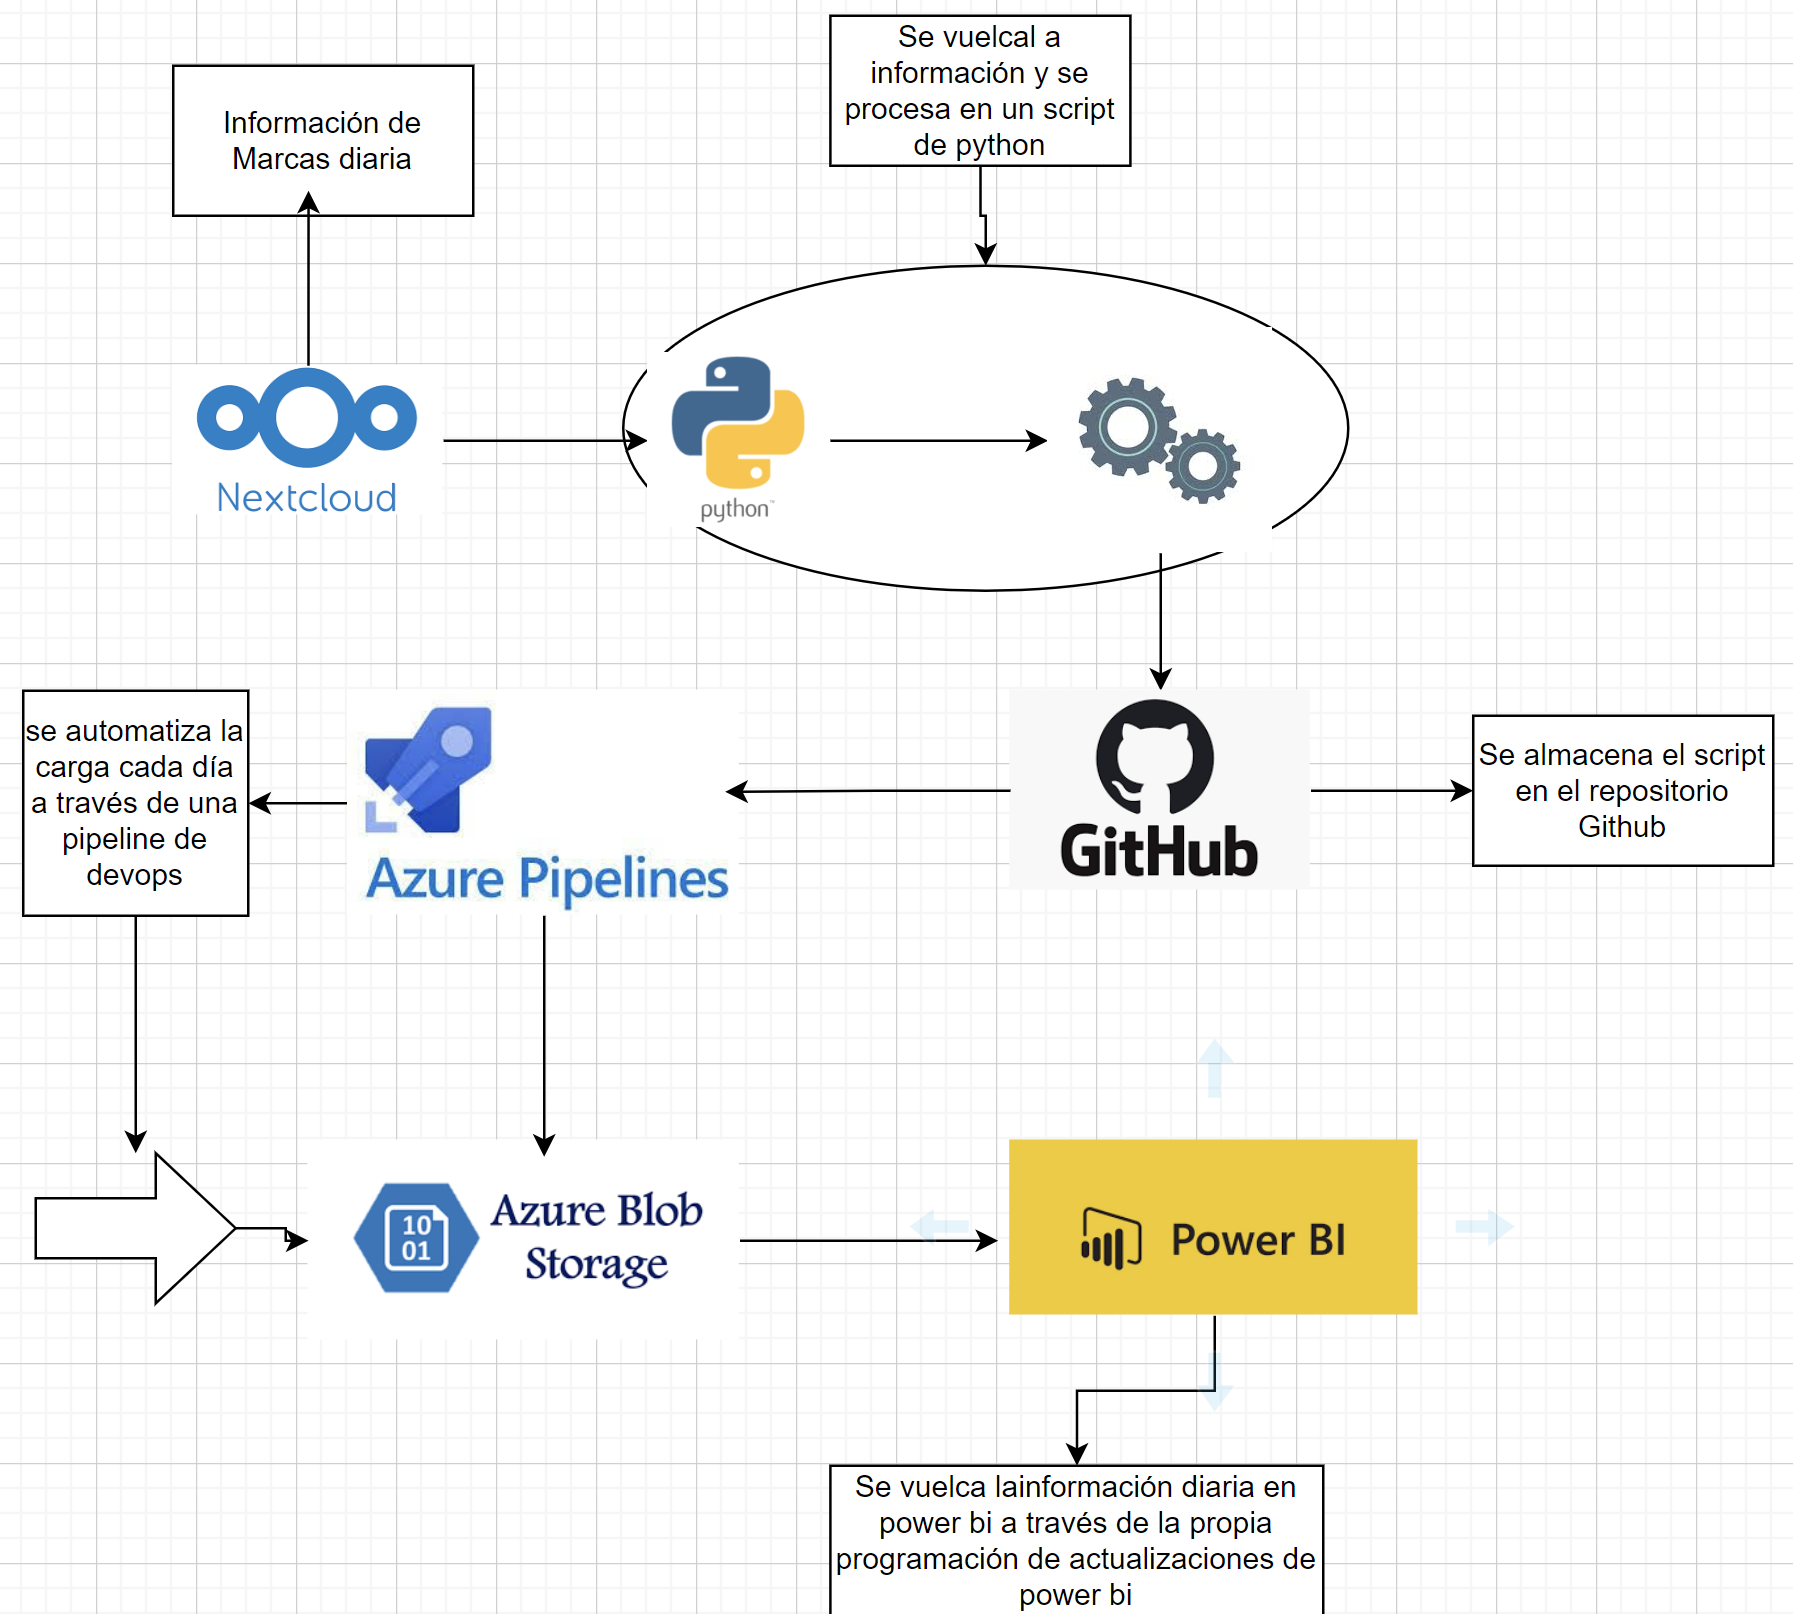 Se vuelcal a
información y se
procesa en un script
de python
Información de
Marcas diaria
Nextcloud
python™
se automatiza la
carga cada día
a través de una
pipeline de
devops
Azure Pipelines
GitHub
Se almacena el script
en el repositorio
Github
10
01
Azure Blob
Storage
Power BI
Se vuelca lainformación diaria en
power bi a través de la propia
programación de actualizaciones de
power bi